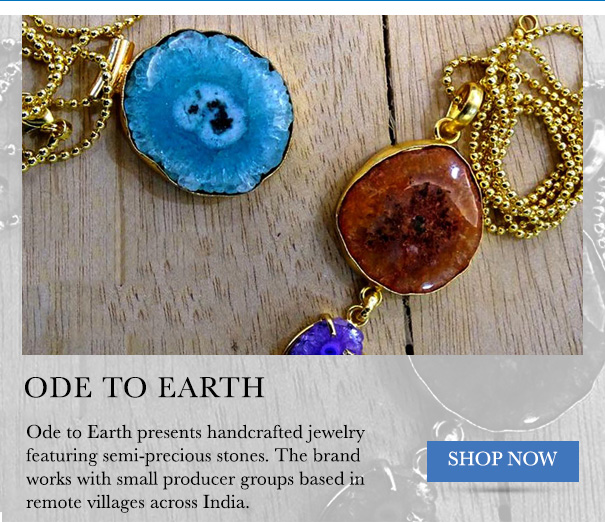 ODE TO EARTH
Ode to Earth presents handcrafted jewelry
featuring semi-precious stones. The brand
works with small producer groups based in
remote villages across India.
SHOP NOW